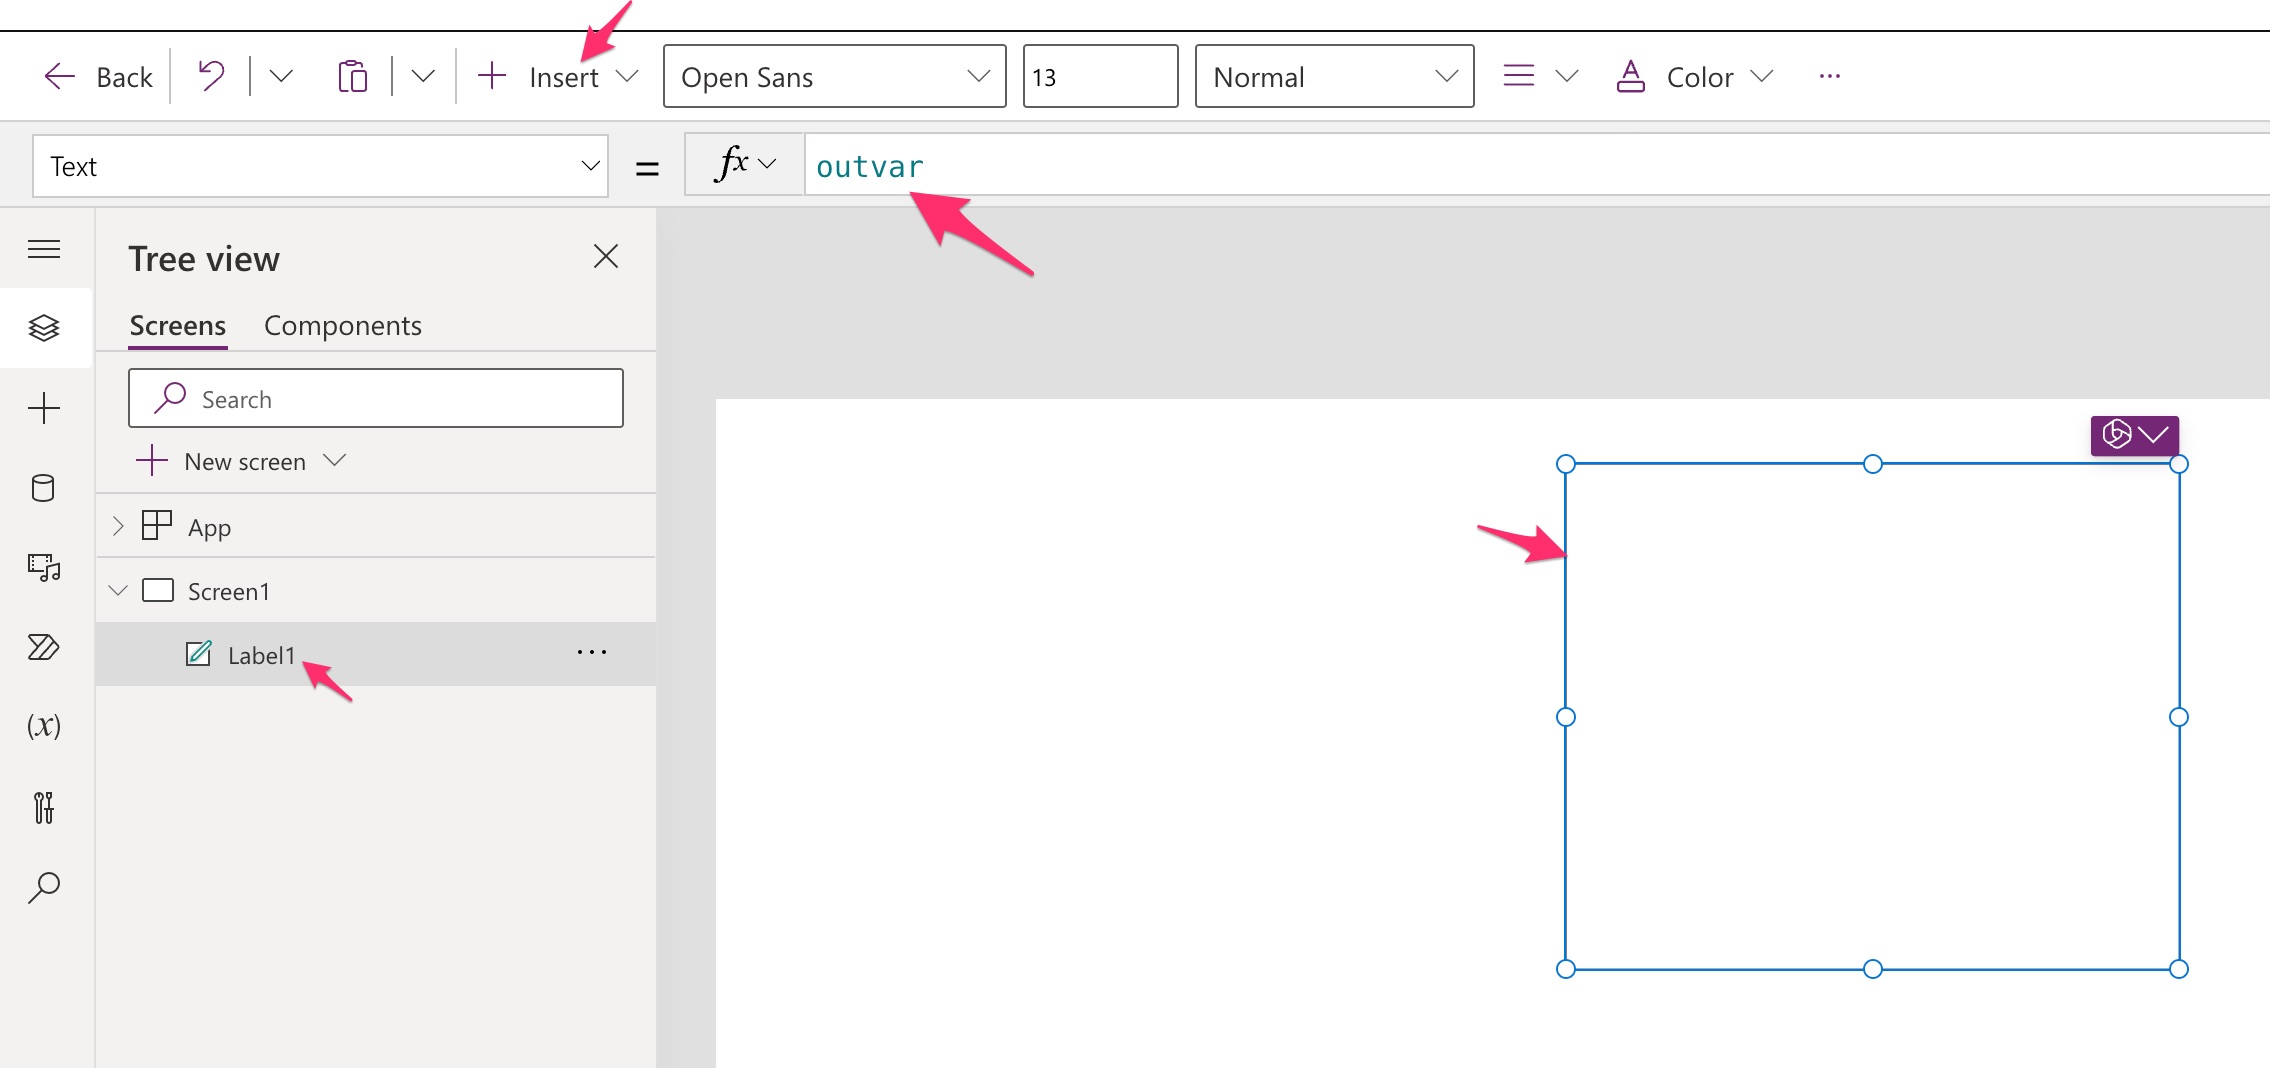 Back Insert Open Sans 13 Normal Color ...
Text = fx outvar
Tree view
Screens Components
Search
New screen
App
Screen1
Label1 ...
(x)